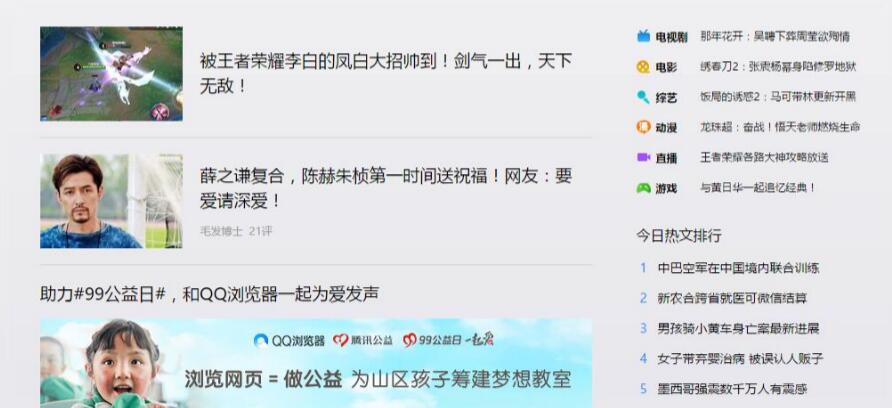 被王者荣耀李白的凤白大招帅到！剑气一出，天下
无敌！
薛之谦复合，陈赫朱桢第一时间送祝福！网友：要
爱请深爱！
毛发博士 21评
助力#99公益日#，和QQ浏览器一起为爱发声
QQ浏览器 腾讯公益 99公益日 一起爱
浏览网页 = 做公益 为山区孩子筹建梦想教室
电视剧 那年花开：吴聘下葬周莹欲殉情
电影 绣春刀2：张震杨幂身陷修罗地狱
综艺 饭局的诱惑2：马可带林更新开黑
动漫 龙珠超：奋战！悟天老师燃烧生命
直播 王者荣耀各路大神攻略放送
游戏 与黄日华一起追忆经典！
今日热文排行
1 中巴空军在中国境内联合训练
2 新农合跨省就医可微信结算
3 男孩骑小黄车身亡案最新进展
4 女子带弃婴治病 被误认人贩子
5 墨西哥强震数千万人有震感